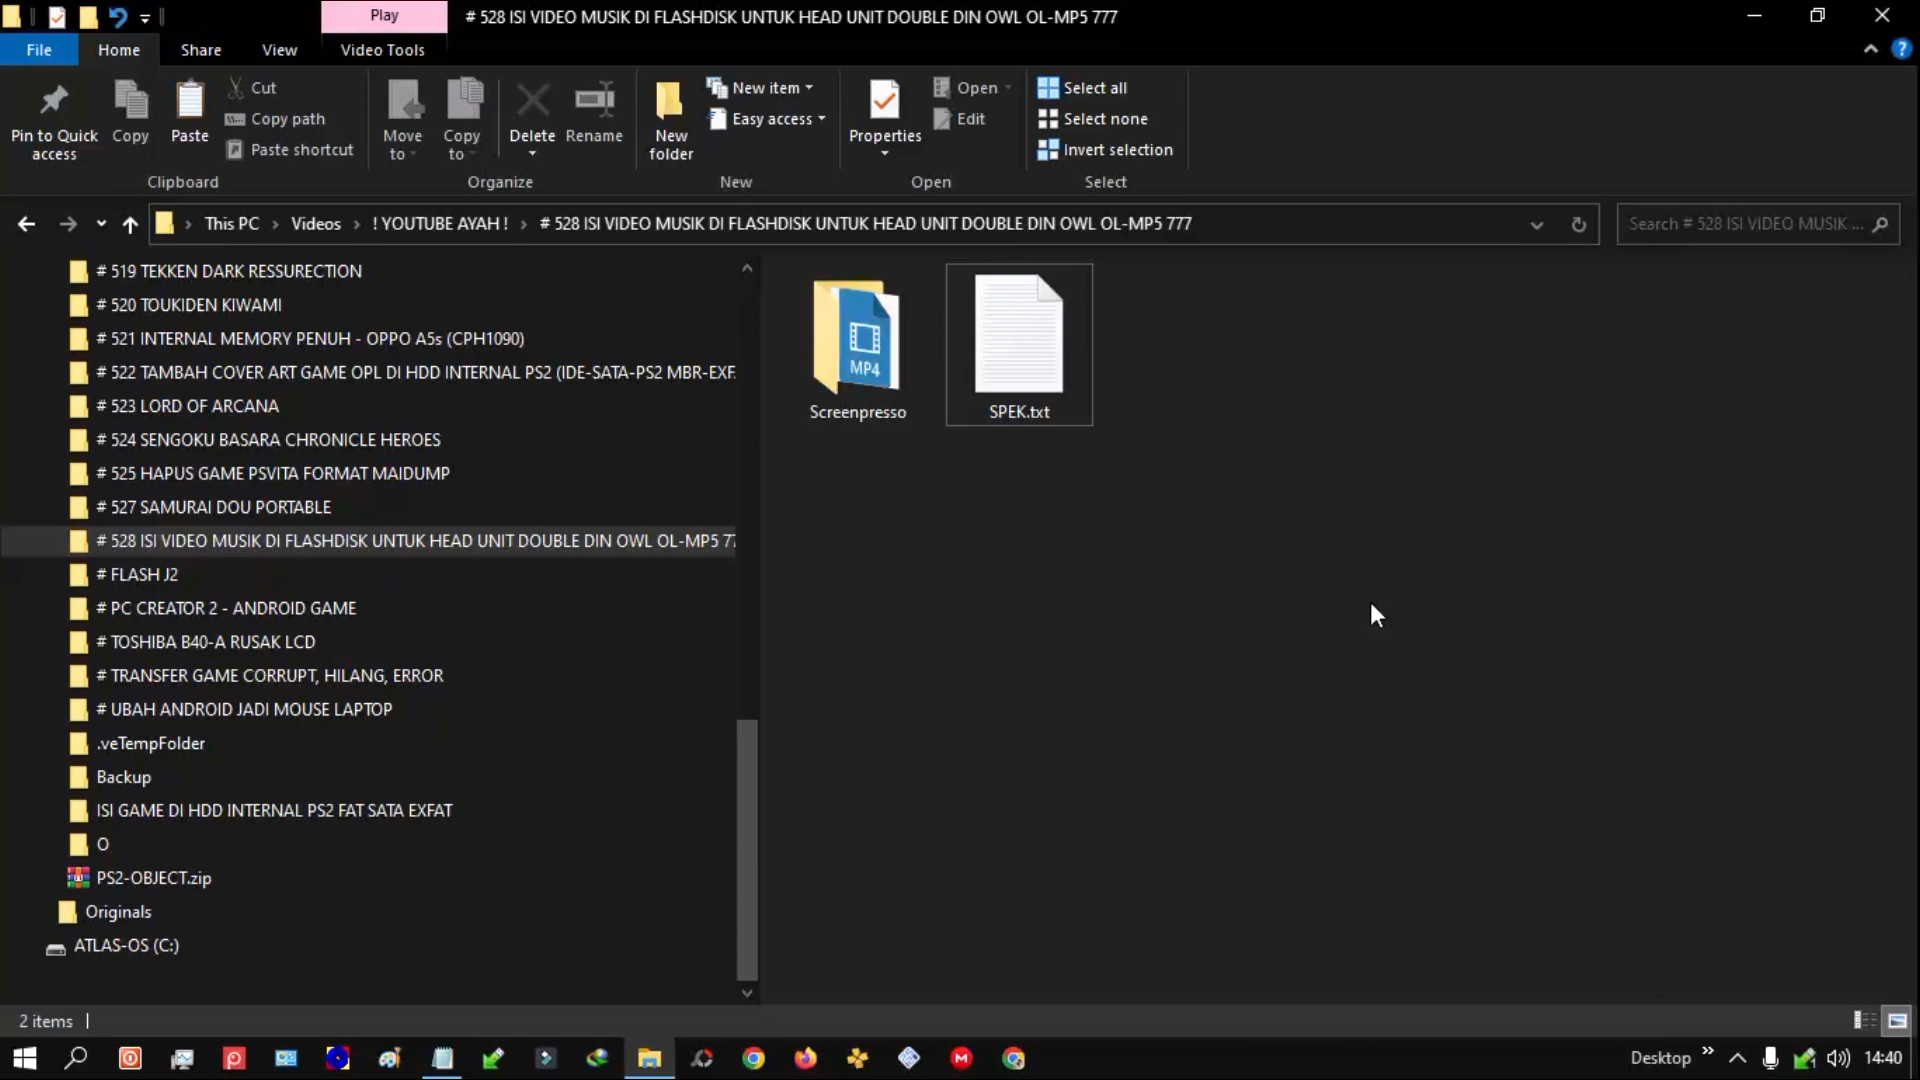 Play
# 528 ISI VIDEO MUSIK DI FLASHDISK UNTUK HEAD UNIT DOUBLE DIN OWL OL-MP5 777
File
Home
Share
View
Video Tools
Pin to Quick access
Copy
Paste
Cut
Copy path
Paste shortcut
Move to
Copy to
Delete
Rename
New folder
New item
Easy access
Properties
Open
Edit
Select all
Select none
Invert selection
Clipboard
Organize
New
Open
Select
This PC
Videos
! YOUTUBE AYAH !
# 528 ISI VIDEO MUSIK DI FLASHDISK UNTUK HEAD UNIT DOUBLE DIN OWL OL-MP5 777
Search # 528 ISI VIDEO MUSIK ...
# 519 TEKKEN DARK RESSURECTION
# 520 TOUKIDEN KIWAMI
# 521 INTERNAL MEMORY PENUH - OPPO A5s (CPH1090)
# 522 TAMBAH COVER ART GAME OPL DI HDD INTERNAL PS2 (IDE-SATA-PS2 MBR-EXF
# 523 LORD OF ARCANA
# 524 SENGOKU BASARA CHRONICLE HEROES
# 525 HAPUS GAME PSVITA FORMAT MAIDUMP
# 527 SAMURAI DOU PORTABLE
# 528 ISI VIDEO MUSIK DI FLASHDISK UNTUK HEAD UNIT DOUBLE DIN OWL OL-MP5 77
# FLASH J2
# PC CREATOR 2 - ANDROID GAME
# TOSHIBA B40-A RUSAK LCD
# TRANSFER GAME CORRUPT, HILANG, ERROR
# UBAH ANDROID JADI MOUSE LAPTOP
.veTempFolder
Backup
ISI GAME DI HDD INTERNAL PS2 FAT SATA EXFAT
O
PS2-OBJECT.zip
Originals
ATLAS-OS (C:)
MP4
Screenpresso
SPEK.txt
2 items
Desktop
14:40